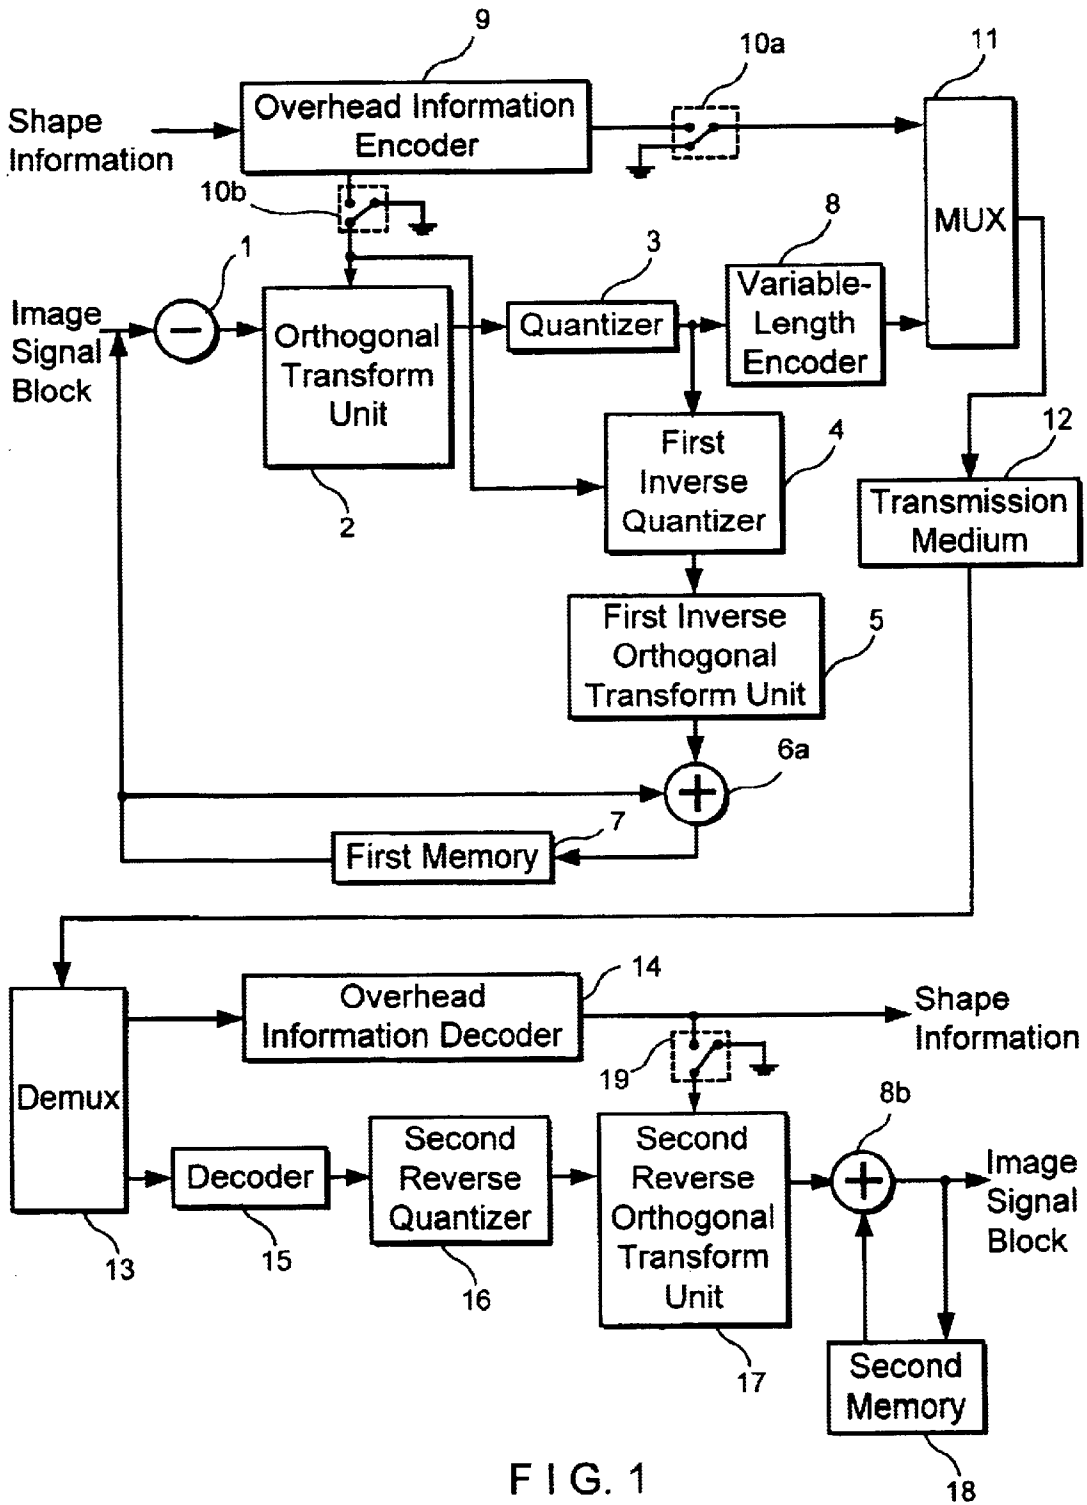 9
10a
11
Shape
Information
Overhead Information
Encoder
10b
MUX
1
3
8
Image
Signal
Block
−
Orthogonal
Transform
Unit
Quantizer
Variable-
Length
Encoder
2
First
Inverse
Quantizer
4
12
Transmission
Medium
First Inverse
Orthogonal
Transform Unit
5
6a
+
7
First Memory
14
Overhead
Information Decoder
Shape
Information
19
Demux
8b
Decoder
Second
Reverse
Quantizer
Second
Reverse
Orthogonal
Transform
Unit
+
Image
Signal
Block
13
15
16
17
Second
Memory
18
F I G. 1